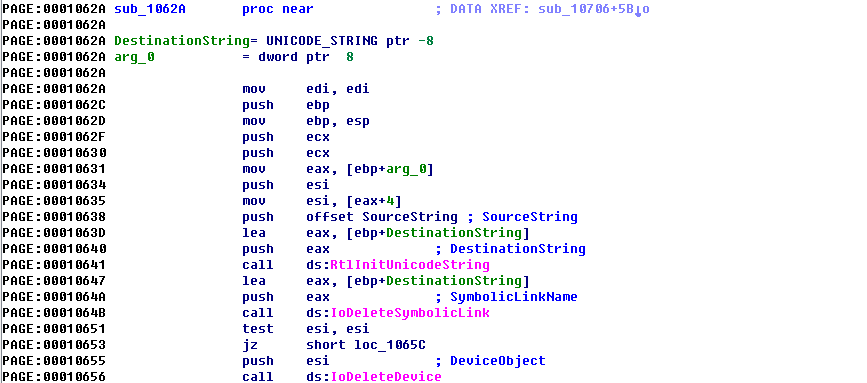 PAGE:0001062A sub_1062A proc near ; DATA XREF: sub_10706+5B↓o
PAGE:0001062A
PAGE:0001062A DestinationString= UNICODE_STRING ptr -8
PAGE:0001062A arg_0 = dword ptr 8
PAGE:0001062A
PAGE:0001062A mov edi, edi
PAGE:0001062C push ebp
PAGE:0001062D mov ebp, esp
PAGE:0001062F push ecx
PAGE:00010630 push ecx
PAGE:00010631 mov eax, [ebp+arg_0]
PAGE:00010634 push esi
PAGE:00010635 mov esi, [eax+4]
PAGE:00010638 push offset SourceString ; SourceString
PAGE:0001063D lea eax, [ebp+DestinationString]
PAGE:00010640 push eax ; DestinationString
PAGE:00010641 call ds:RtlInitUnicodeString
PAGE:00010647 lea eax, [ebp+DestinationString]
PAGE:0001064A push eax ; SymbolicLinkName
PAGE:0001064B call ds:IoDeleteSymbolicLink
PAGE:00010651 test esi, esi
PAGE:00010653 jz short loc_1065C
PAGE:00010655 push esi ; DeviceObject
PAGE:00010656 call ds:IoDeleteDevice